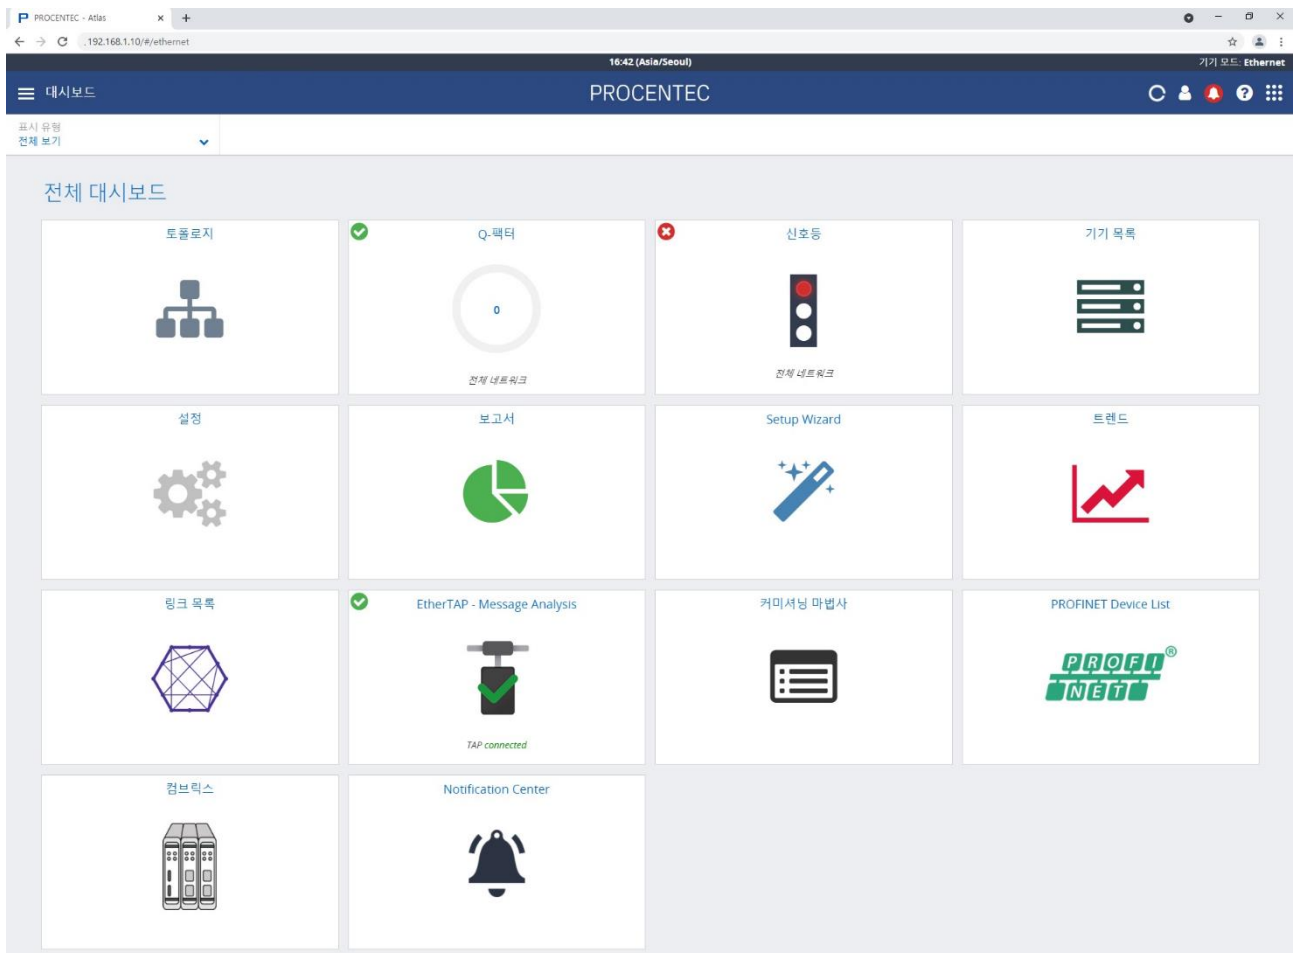 PROCENTEC - Atlas
192.168.1.10/#/ethernet
16:42 (Asia/Seoul)
기기 모드: Ethernet
대시보드
PROCENTEC
표시 유형
전체 보기
전체 대시보드
토폴로지
Q-팩터
신호등
기기 목록
0
전체 네트워크
전체 네트워크
설정
보고서
Setup Wizard
트렌드
링크 목록
EtherTAP - Message Analysis
커미셔닝 마법사
PROFINET Device List
PROFI
NET
®
TAP connected
컴브릭스
Notification Center